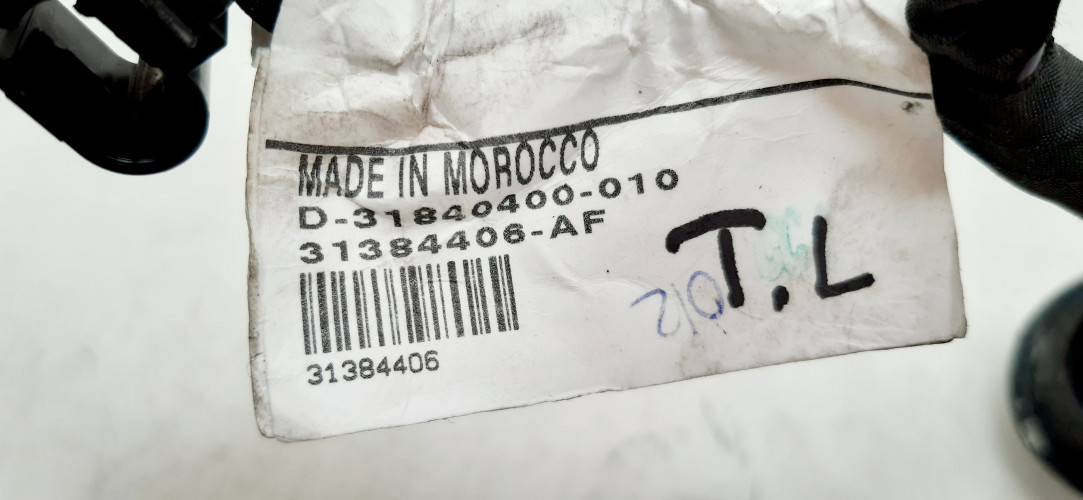 MADE IN MOROCCO
D-31840400-010
31384406-AF
31384406
T.L